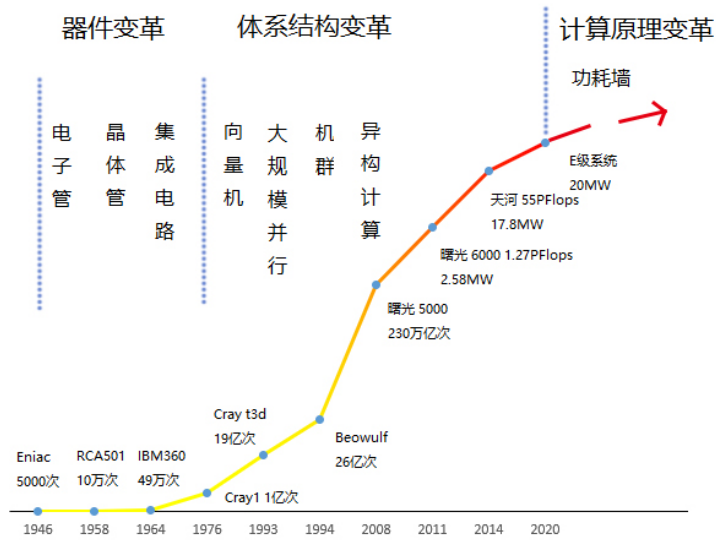 器件变革
体系结构变革
计算原理变革
功耗墙
电子管
晶体管
集成电路
向量机
大规模并行
机群
异构计算
E级系统
20MW
天河 55PFlops
17.8MW
曙光 6000 1.27PFlops
2.58MW
曙光 5000
230万亿次
Cray t3d
19亿次
Beowulf
26亿次
Eniac
5000次
RCA501
10万次
IBM360
49万次
Cray1 1亿次
1946 1958 1964 1976 1993 1994 2008 2011 2014 2020